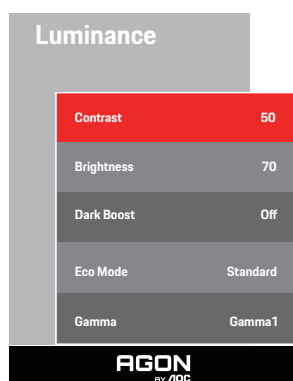 Luminance
Contrast 50
Brightness 70
Dark Boost Off
Eco Mode Standard
Gamma Gamma1
AGON
BY AOC